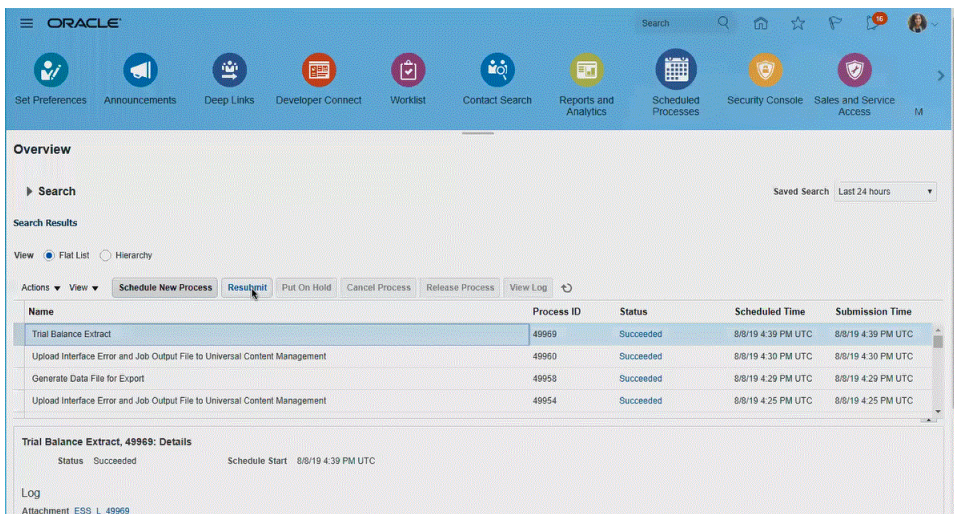 ORACLE
Search
16
Set Preferences
Announcements
Deep Links
Developer Connect
Worklist
Contact Search
Reports and
Analytics
Scheduled
Processes
Security Console
Sales and Service
Access
M
Overview
Search
Saved Search Last 24 hours
Search Results
View Flat List Hierarchy
Actions View Schedule New Process Resubmit Put On Hold Cancel Process Release Process View Log
Name Process ID Status Scheduled Time Submission Time
Trial Balance Extract 49969 Succeeded 8/8/19 4:39 PM UTC 8/8/19 4:39 PM UTC
Upload Interface Error and Job Output File to Universal Content Management 49960 Succeeded 8/8/19 4:30 PM UTC 8/8/19 4:30 PM UTC
Generate Data File for Export 49958 Succeeded 8/8/19 4:29 PM UTC 8/8/19 4:29 PM UTC
Upload Interface Error and Job Output File to Universal Content Management 49954 Succeeded 8/8/19 4:25 PM UTC 8/8/19 4:25 PM UTC
Trial Balance Extract, 49969: Details
Status Succeeded Schedule Start 8/8/19 4:39 PM UTC
Log
Attachment ESS_L_49969